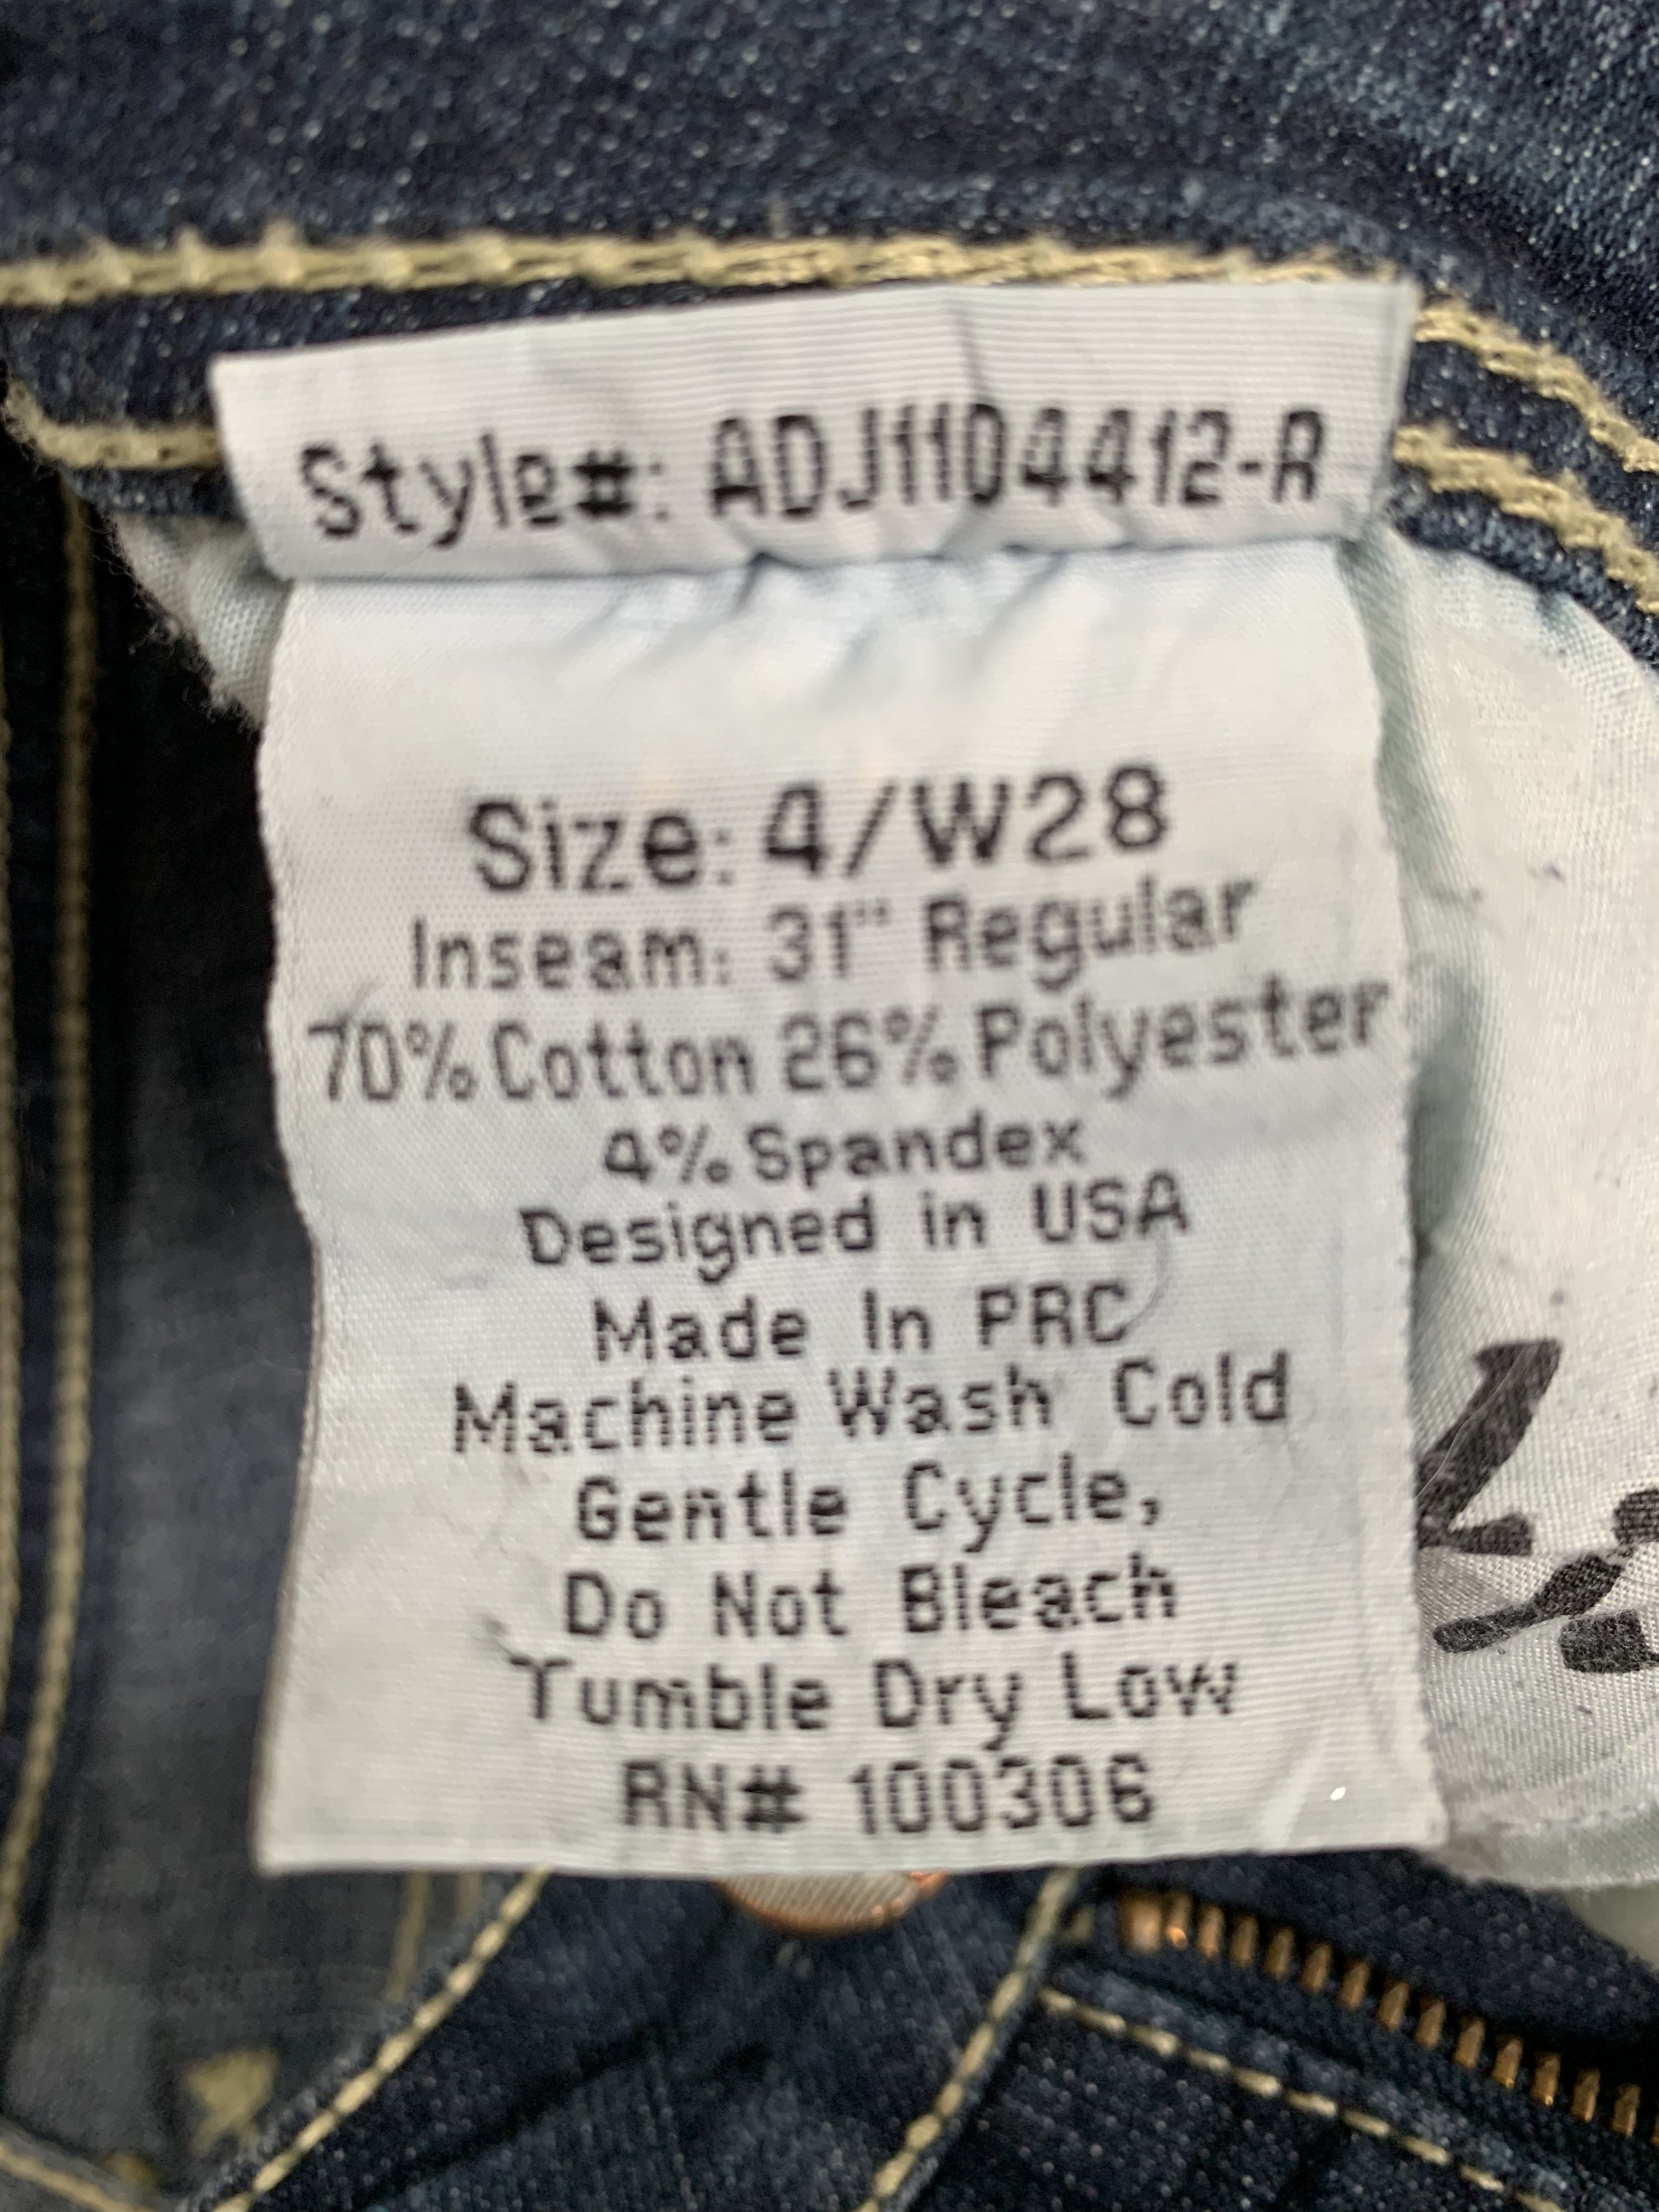 Style#: ADJ1104412-R
Size: 4/W28
Inseam: 31" Regular
70% Cotton 26% Polyester
4% Spandex
Designed in USA
Made In PRC
Machine Wash Cold
Gentle Cycle,
Do Not Bleach
Tumble Dry Low
RN# 100306